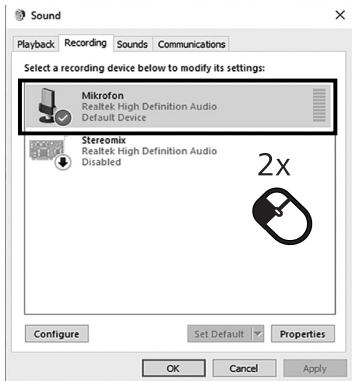 Sound
Playback Recording Sounds Communications
Select a recording device below to modify its settings:
Mikrofon
Realtek High Definition Audio
Default Device
Stereomix
Realtek High Definition Audio
Disabled
2x
Configure Set Default Properties
OK Cancel Apply